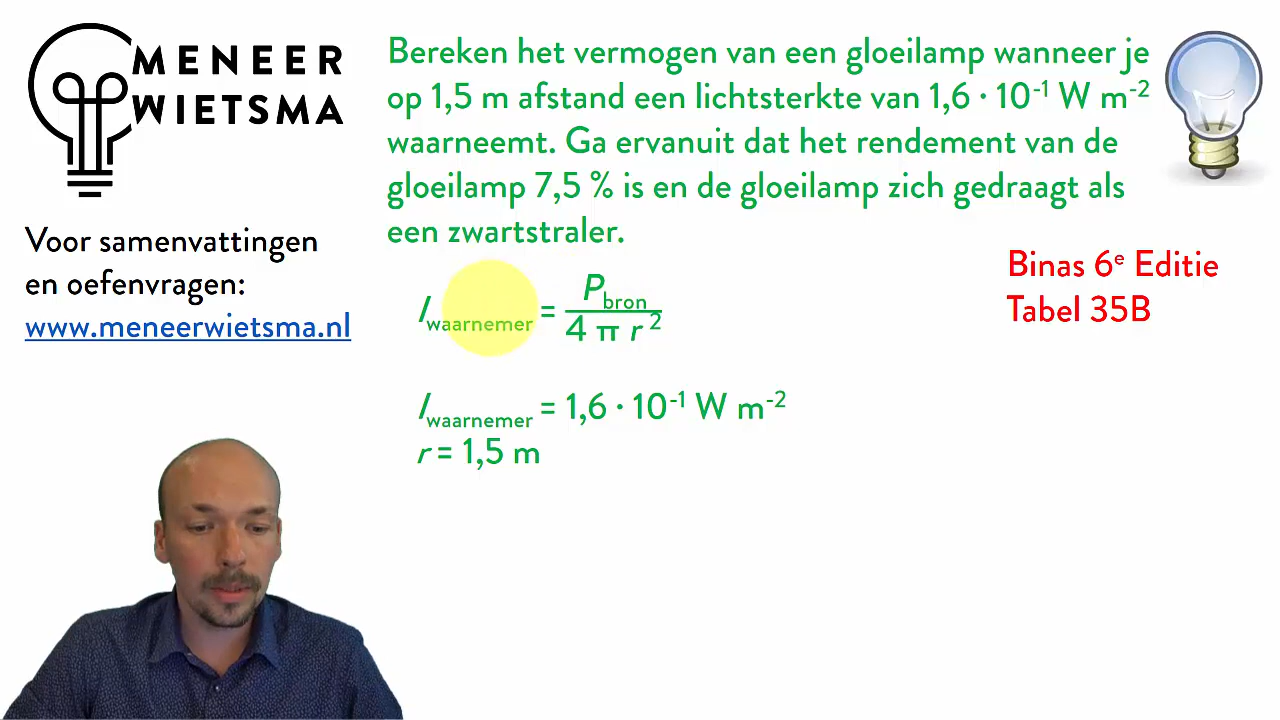 MENEER
WIETSMA
Voor samenvattingen
en oefenvragen:
www.meneerwietsma.nl
Bereken het vermogen van een gloeilamp wanneer je
op 1,5 m afstand een lichtsterkte van 1,6 · 10⁻¹ W m⁻²
waarneemt. Ga ervanuit dat het rendement van de
gloeilamp 7,5 % is en de gloeilamp zich gedraagt als
een zwartstraler.
Binas 6ᵉ Editie
Tabel 35B
I_waarnemer = P_bron / 4 π r²
I_waarnemer = 1,6 · 10⁻¹ W m⁻²
r = 1,5 m